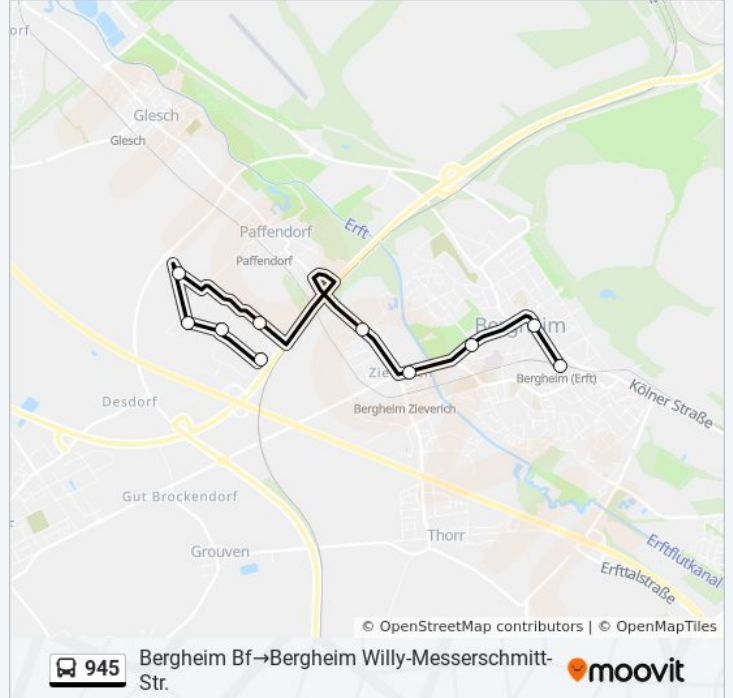 orf
Glesch
Glesch
Erft
Paffendorf
Paffendorf
Bergheim
Zieverich
Bergheim (Erft)
Kölner Straße
Desdorf
Bergheim Zieverich
Gut Brockendorf
Thorr
Grouven
Erftflutkanal
Erfttalstraße
© OpenStreetMap contributors | © OpenMapTiles
945
Bergheim Bf→Bergheim Willy-Messerschmitt-
Str.
moovit